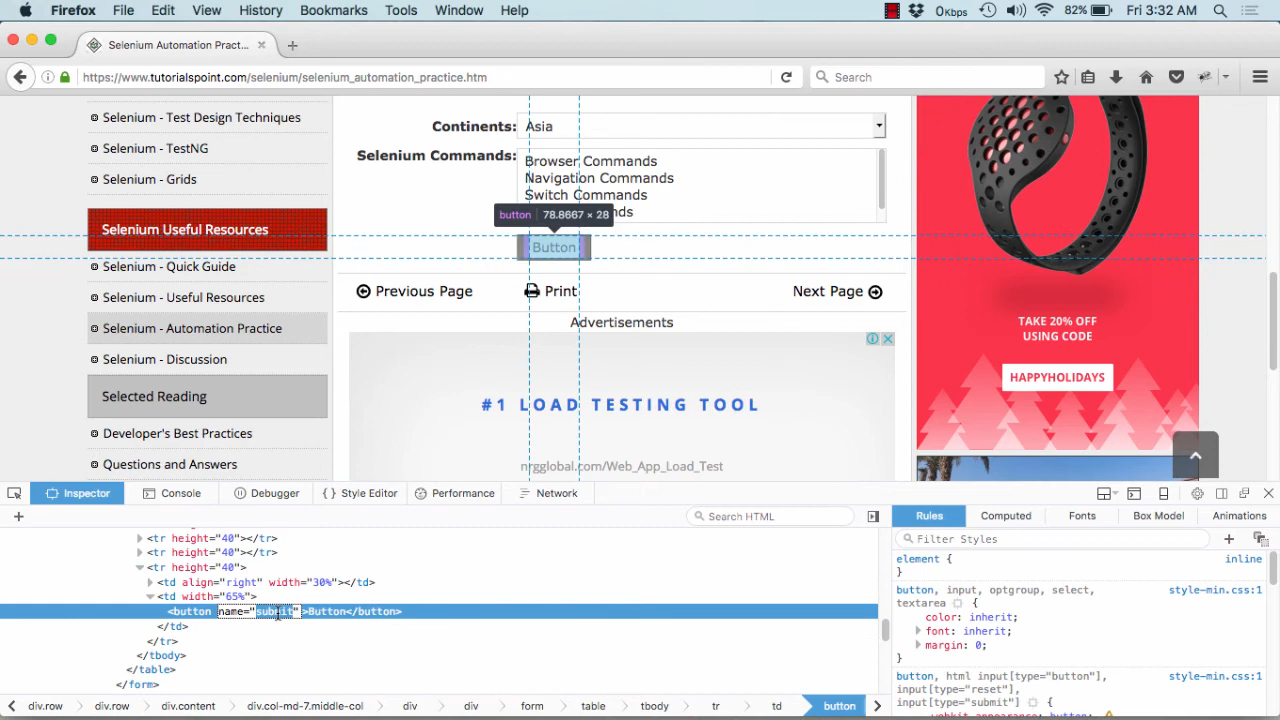 Firefox File Edit View History Bookmarks Tools Window Help 0Kbps 82% Fri 3:32 AM
Selenium Automation Pract...
https://www.tutorialspoint.com/selenium/selenium_automation_practice.htm Search
Selenium - Test Design Techniques
Selenium - TestNG
Selenium - Grids
Selenium Useful Resources
Selenium - Quick Guide
Selenium - Useful Resources
Selenium - Automation Practice
Selenium - Discussion
Selected Reading
Developer's Best Practices
Questions and Answers
Continents: Asia
Selenium Commands: Browser Commands
Navigation Commands
Switch Commands
button 78.8667 × 28
Button
Previous Page Print Next Page
Advertisements
#1 LOAD TESTING TOOL
nrgglobal.com/Web_App_Load_Test
TAKE 20% OFF
USING CODE
HAPPYHOLIDAYS
Inspector Console Debugger { } Style Editor Performance Network
+ Search HTML
<tr height="40"></tr>
<tr height="40"></tr>
<tr height="40">
<td align="right" width="30%"></td>
<td width="65%">
<button name="submit">Button</button>
</td>
</tr>
</tbody>
</table>
</form>
div.row div.row div.content div.col-md-7.middle-col div div form table tbody tr td button
Rules Computed Fonts Box Model Animations
Filter Styles
element { inline
}
button, input, optgroup, select, style-min.css:1
textarea {
color: inherit;
font: inherit;
margin: 0;
}
button, html input[type="button"], style-min.css:1
input[type="reset"],
input[type="submit"] {
-webkit-appearance: button;